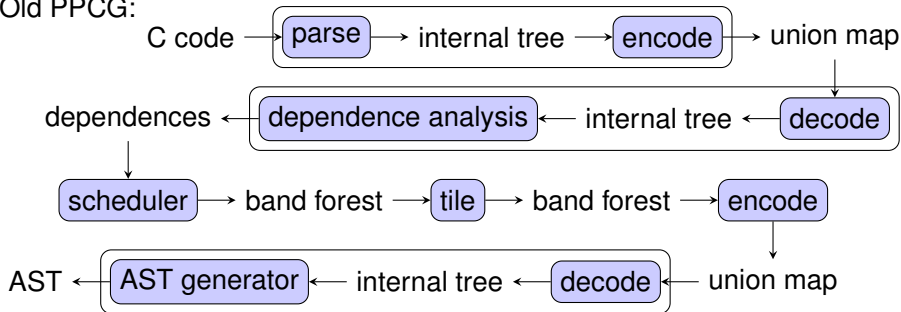 Old PPCG:
C code parse internal tree encode union map
dependences dependence analysis internal tree decode
scheduler band forest tile band forest encode
AST AST generator internal tree decode union map